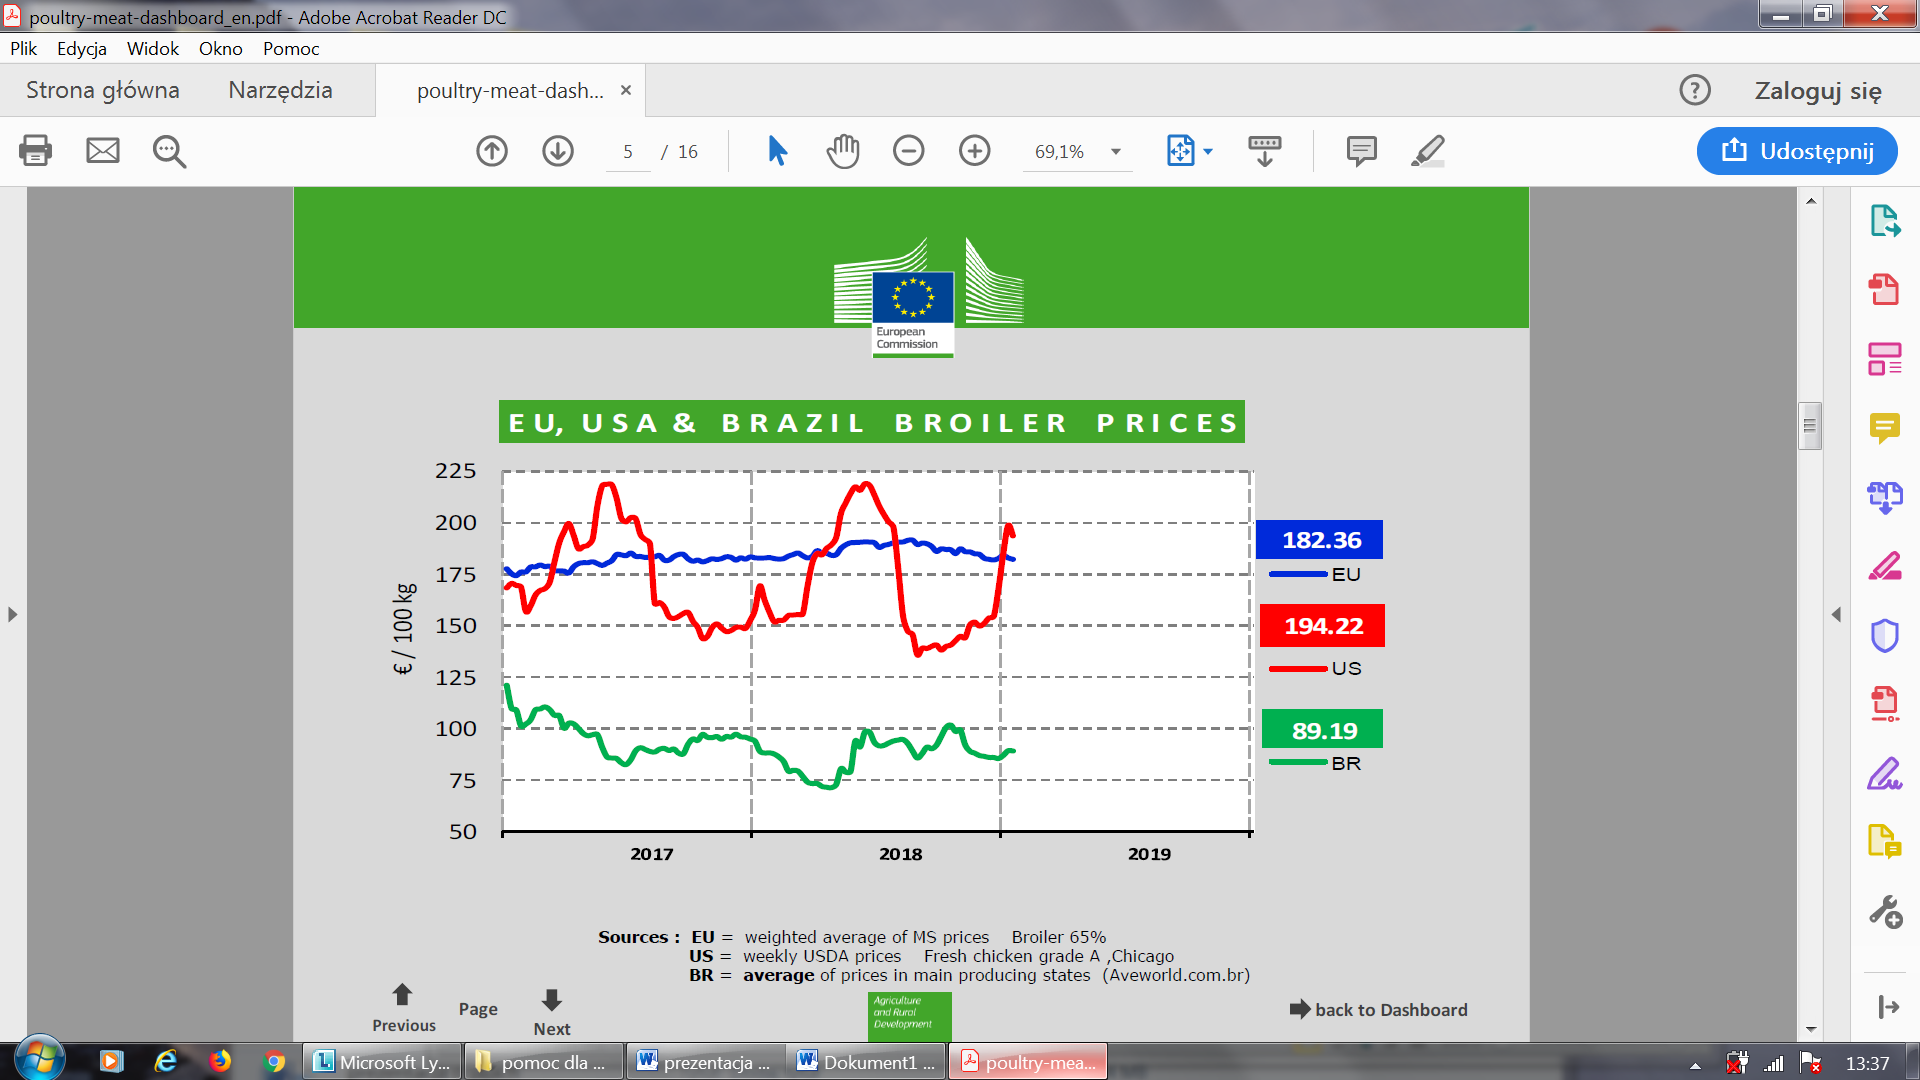 poultry-meat-dashboard_en.pdf - Adobe Acrobat Reader DC
Plik Edycja Widok Okno Pomoc
Strona główna Narzędzia poultry-meat-dash... × ? Zaloguj się
5 / 16 69,1% Udostępnij
European
Commission
EU, USA & BRAZIL BROILER PRICES
€ / 100 kg
225
200
175
150
125
100
75
50
2017 2018 2019
182.36
EU
194.22
US
89.19
BR
Sources : EU = weighted average of MS prices Broiler 65%
US = weekly USDA prices Fresh chicken grade A ,Chicago
BR = average of prices in main producing states (Aveworld.com.br)
Previous Page Next
Agriculture
and Rural
Development
back to Dashboard
Microsoft Ly... pomoc dla ... prezentacja ... Dokument1 ... poultry-mea... 13:37